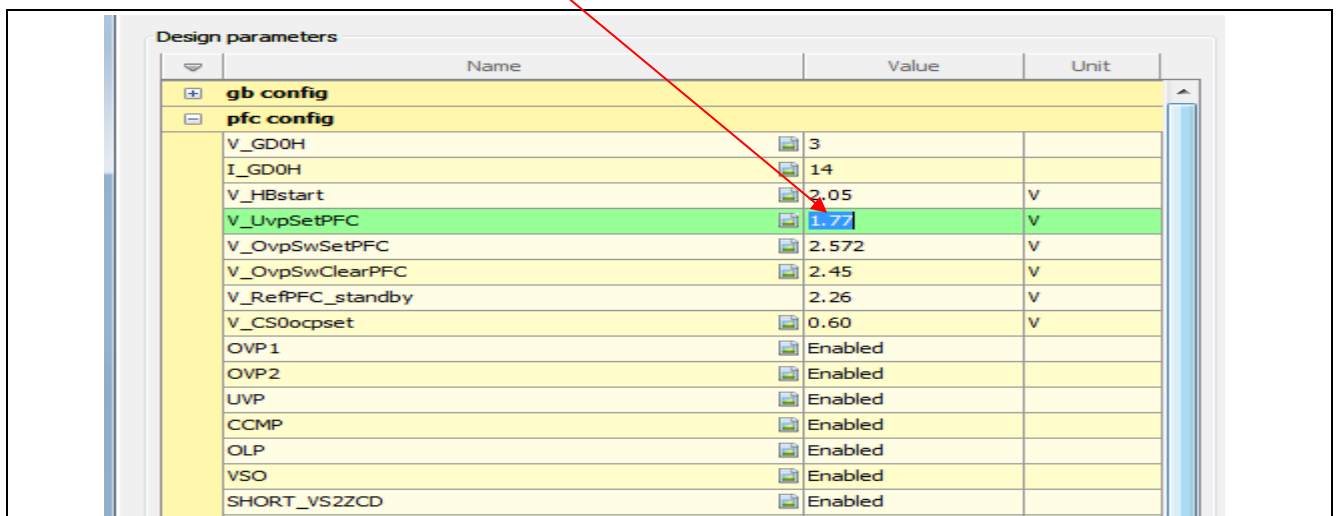 Design parameters
Name Value Unit
gb config
pfc config
V_GD0H 3
I_GD0H 14
V_HBstart 2.05 V
V_UvpSetPFC 1.77 V
V_OvpSwSetPFC 2.572 V
V_OvpSwClearPFC 2.45 V
V_RefPFC_standby 2.26 V
V_CS0ocpset 0.60 V
OVP1 Enabled
OVP2 Enabled
UVP Enabled
CCMP Enabled
OLP Enabled
VSO Enabled
SHORT_VS2ZCD Enabled